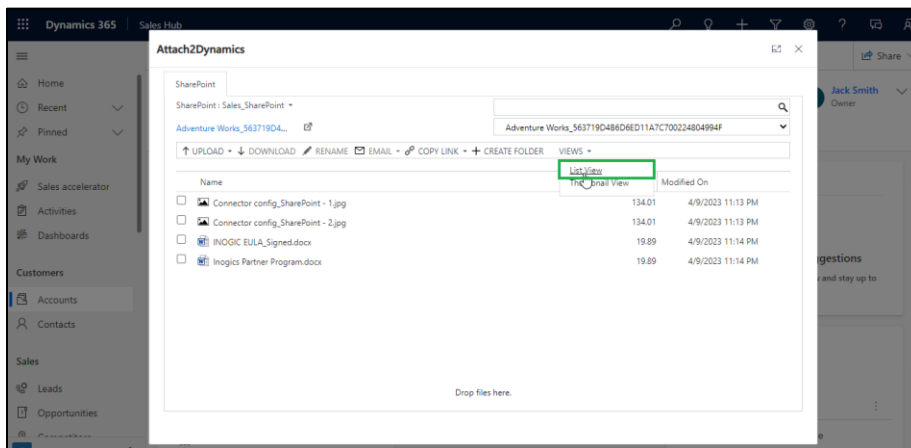 Dynamics 365 Sales Hub
Attach2Dynamics
Share
Home
Recent
Pinned
My Work
Sales accelerator
Activities
Dashboards
Customers
Accounts
Contacts
Sales
Leads
Opportunities
SharePoint
SharePoint : Sales_SharePoint
Adventure Works_563719D4...
Adventure Works_563719D486D6ED11A7C700224804994F
UPLOAD DOWNLOAD RENAME EMAIL COPY LINK CREATE FOLDER VIEWS
List View
View
Name Modified On
Connector config_SharePoint - 1.jpg 134.01 4/9/2023 11:13 PM
Connector config_SharePoint - 2.jpg 134.01 4/9/2023 11:13 PM
INOGIC EULA_Signed.docx 19.89 4/9/2023 11:14 PM
Inogics Partner Program.docx 19.89 4/9/2023 11:14 PM
Drop files here.
Jack Smith
Owner
and stay up to